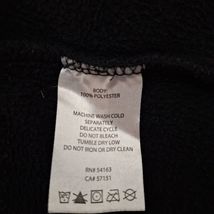 BODY:
100% POLYESTER
MACHINE WASH COLD
SEPARATELY
DELICATE CYCLE
DO NOT BLEACH
TUMBLE DRY LOW
DO NOT IRON OR DRY CLEAN
RN# 54163
CA# 57151